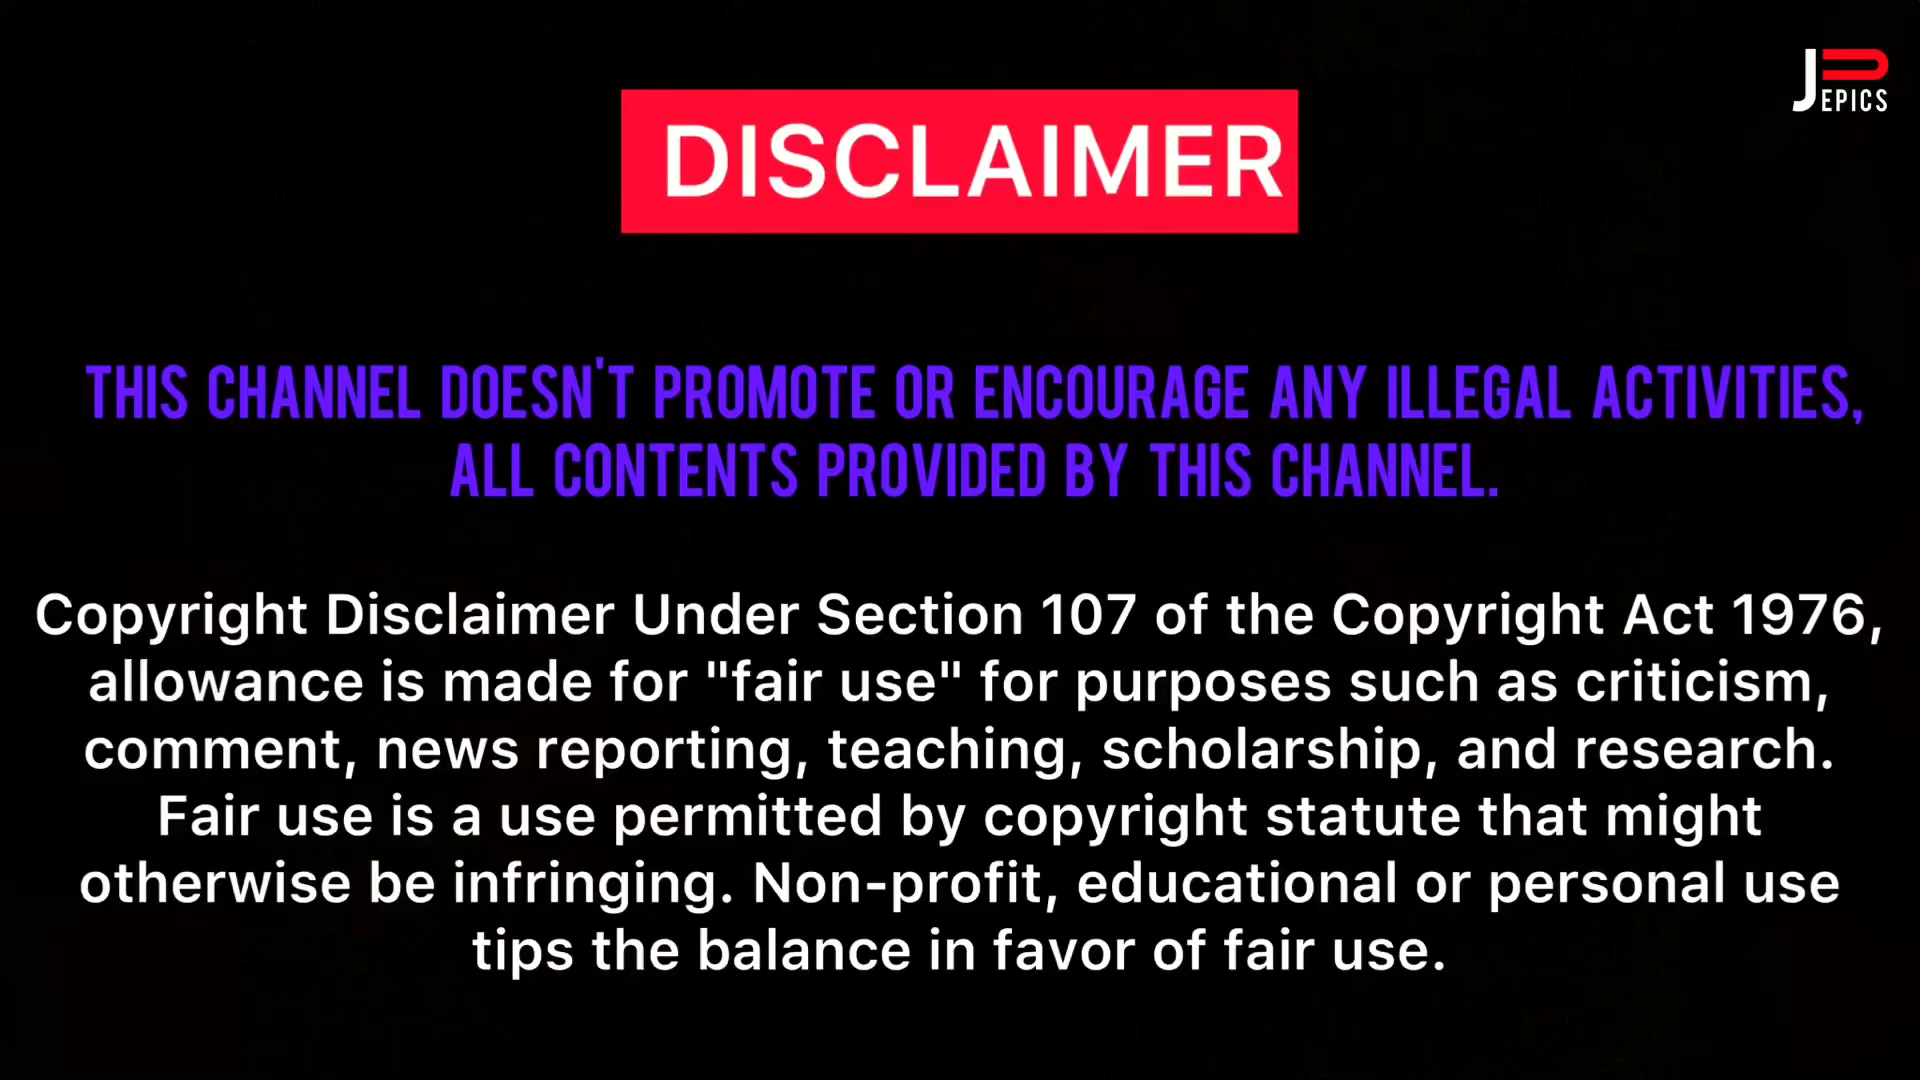 JP
EPICS
DISCLAIMER
THIS CHANNEL DOESN'T PROMOTE OR ENCOURAGE ANY ILLEGAL ACTIVITIES,
ALL CONTENTS PROVIDED BY THIS CHANNEL.
Copyright Disclaimer Under Section 107 of the Copyright Act 1976,
allowance is made for "fair use" for purposes such as criticism,
comment, news reporting, teaching, scholarship, and research.
Fair use is a use permitted by copyright statute that might
otherwise be infringing. Non-profit, educational or personal use
tips the balance in favor of fair use.